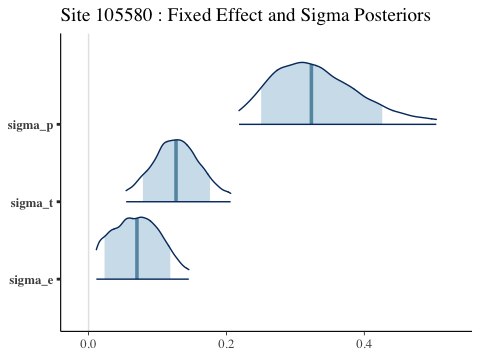 Site 105580 : Fixed Effect and Sigma Posteriors
sigma_p
sigma_t
sigma_e
0.0 0.2 0.4